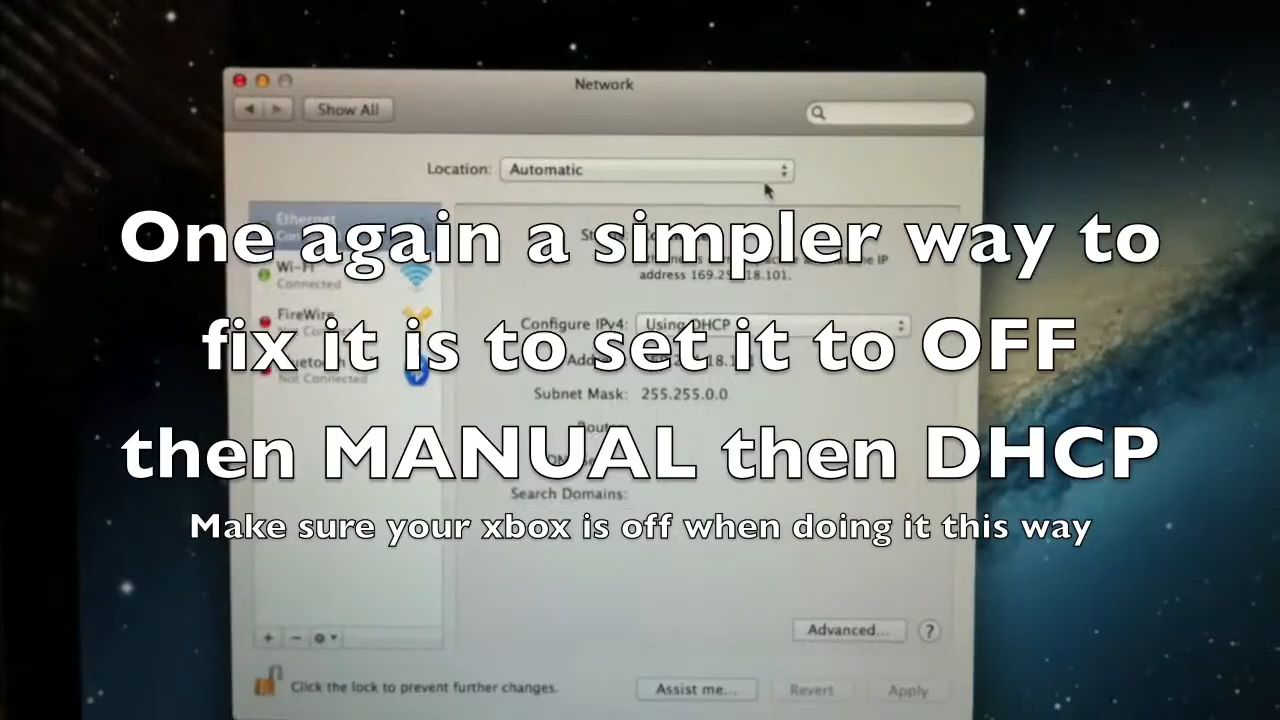 Network
Show All
Location: Automatic
Ethernet
One again a simpler way to
address 169.25 18.101.
Wi-Fi
Connected
FireWire
Configure IPv4: Using DHCP
fix it is to set it to OFF
Not Connected
Subnet Mask: 255.255.0.0
then MANUAL then DHCP
Search Domains:
Make sure your xbox is off when doing it this way
Advanced... ?
Click the lock to prevent further changes.
Assist me... Revert Apply